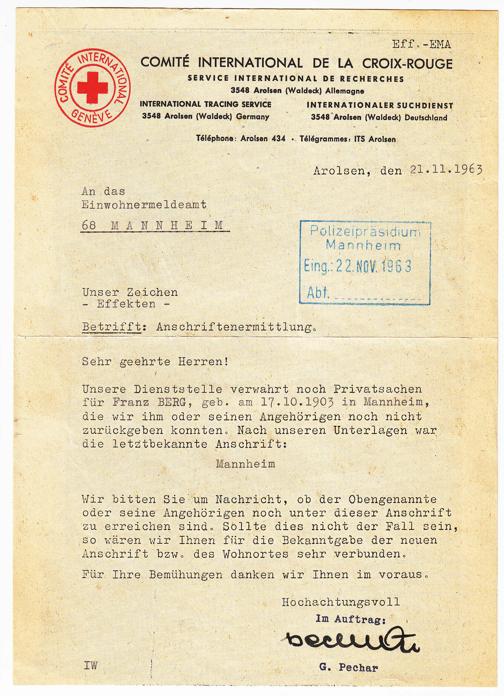 Eff.-EMA
COMITÉ INTERNATIONAL GENÈVE
COMITÉ INTERNATIONAL DE LA CROIX-ROUGE
SERVICE INTERNATIONAL DE RECHERCHES
3548 Arolsen (Waldeck) Allemagne
INTERNATIONAL TRACING SERVICE
3548 Arolsen (Waldeck) Germany
INTERNATIONALER SUCHDIENST
3548 Arolsen (Waldeck) Deutschland
Téléphone: Arolsen 434 · Télégrammes: ITS Arolsen
Arolsen, den 21.11.1963
An das
Einwohnermeldeamt
68 M A N N H E I M
Polizeipräsidium
Mannheim
Eing.: 22. NOV. 1963
Abt.
Unser Zeichen
- Effekten -
Betrifft: Anschriftenermittlung.
Sehr geehrte Herren!
Unsere Dienststelle verwahrt noch Privatsachen
für Franz BERG, geb. am 17.10.1903 in Mannheim,
die wir ihm oder seinen Angehörigen noch nicht
zurückgeben konnten. Nach unseren Unterlagen war
die letztbekannte Anschrift:
Mannheim
Wir bitten Sie um Nachricht, ob der Obengenannte
oder seine Angehörigen noch unter dieser Anschrift
zu erreichen sind. Sollte dies nicht der Fall sein,
so wären wir Ihnen für die Bekanntgabe der neuen
Anschrift bzw. des Wohnortes sehr verbunden.
Für Ihre Bemühungen danken wir Ihnen im voraus.
Hochachtungsvoll
Im Auftrag:
G. Pechar
IW